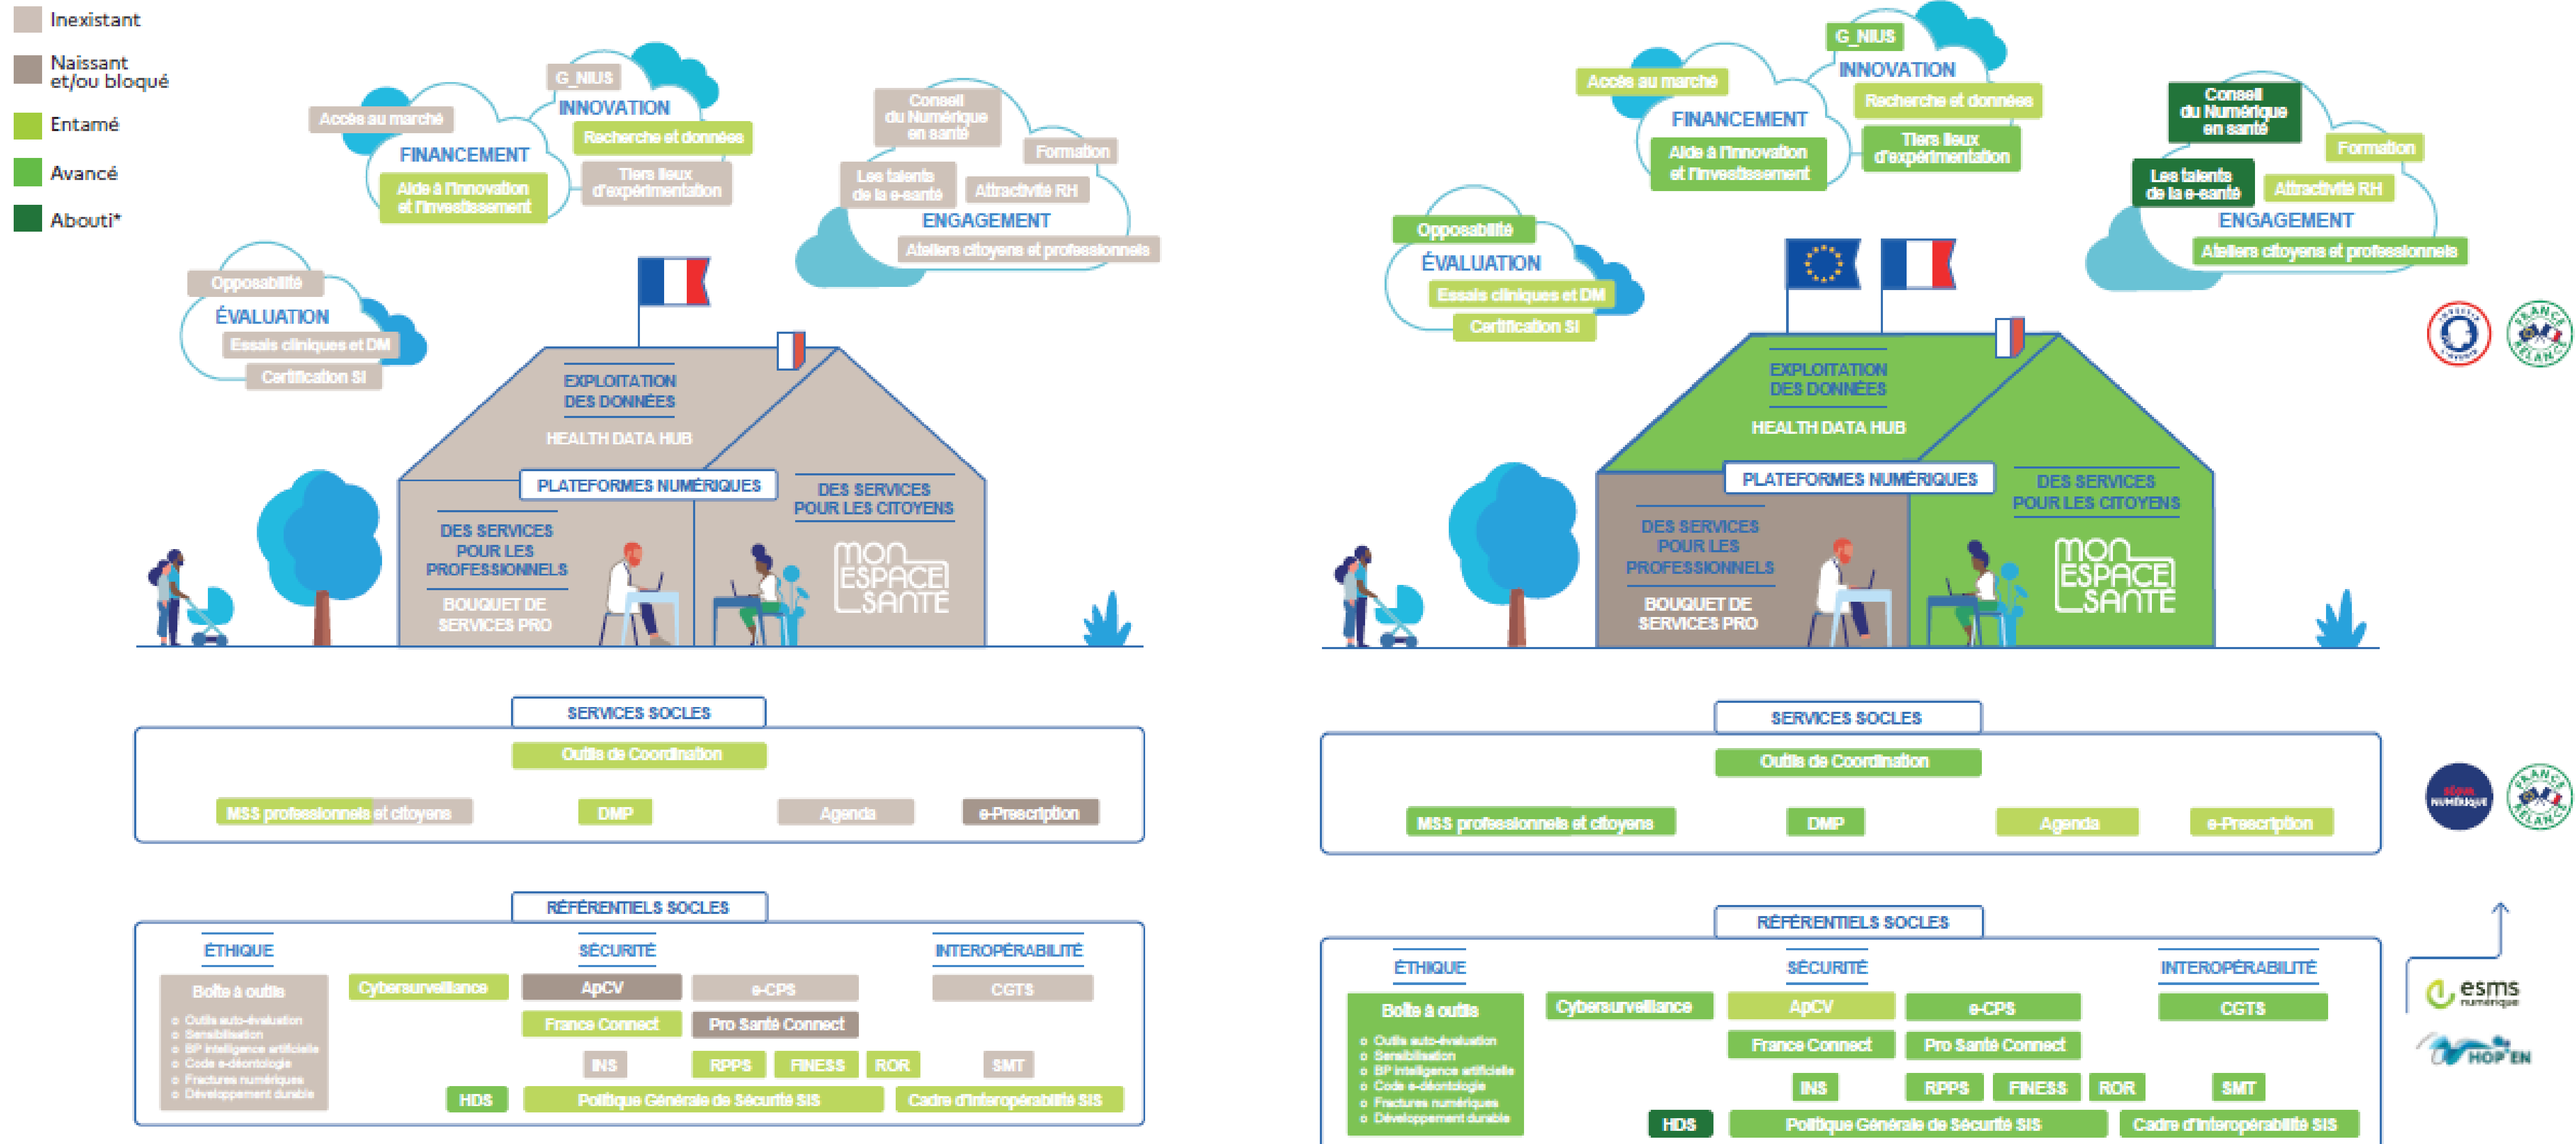 Inexistant
Naissant
et/ou bloqué
Entamé
Avancé
Abouti*
G_NIUS
INNOVATION
Accès au marché
Recherche et données
FINANCEMENT
Aide à l'innovation
et l'investissement
Tiers lieux
d'expérimentation
Conseil
du Numérique
en santé
Formation
Les talents
de la e-santé
Attractivité RH
ENGAGEMENT
Ateliers citoyens et professionnels
Opposabilité
ÉVALUATION
Essais cliniques et DM
Certification SI
EXPLOITATION
DES DONNÉES
HEALTH DATA HUB
PLATEFORMES NUMÉRIQUES
DES SERVICES
POUR LES CITOYENS
DES SERVICES
POUR LES
PROFESSIONNELS
BOUQUET DE
SERVICES PRO
MON
ESPACE
SANTÉ
SERVICES SOCLES
Outils de Coordination
MSS professionnels et citoyens
DMP
Agenda
e-Prescription
RÉFÉRENTIELS SOCLES
ÉTHIQUE
SÉCURITÉ
INTEROPÉRABILITÉ
Boîte à outils
o Outils auto-évaluation
o Sensibilisation
o BP intelligence artificielle
o Code e-déontologie
o Fractures numériques
o Développement durable
Cybersurveillance
ApCV
e-CPS
CGTS
France Connect
Pro Santé Connect
INS
RPPS
FINESS
ROR
SMT
HDS
Politique Générale de Sécurité SIS
Cadre d'Interopérabilité SIS
G_NIUS
INNOVATION
Accès au marché
Recherche et données
FINANCEMENT
Aide à l'innovation
et l'investissement
Tiers lieux
d'expérimentation
Conseil
du Numérique
en santé
Formation
Les talents
de la e-santé
Attractivité RH
ENGAGEMENT
Ateliers citoyens et professionnels
Opposabilité
ÉVALUATION
Essais cliniques et DM
Certification SI
FRANCE
RELANCE
EXPLOITATION
DES DONNÉES
HEALTH DATA HUB
PLATEFORMES NUMÉRIQUES
DES SERVICES
POUR LES CITOYENS
DES SERVICES
POUR LES
PROFESSIONNELS
BOUQUET DE
SERVICES PRO
MON
ESPACE
SANTÉ
SERVICES SOCLES
Outils de Coordination
MSS professionnels et citoyens
DMP
Agenda
e-Prescription
SÉGUR
NUMÉRIQUE
FRANCE
RELANCE
RÉFÉRENTIELS SOCLES
ÉTHIQUE
SÉCURITÉ
INTEROPÉRABILITÉ
Boîte à outils
o Outils auto-évaluation
o Sensibilisation
o BP intelligence artificielle
o Code e-déontologie
o Fractures numériques
o Développement durable
Cybersurveillance
ApCV
e-CPS
CGTS
France Connect
Pro Santé Connect
INS
RPPS
FINESS
ROR
SMT
HDS
Politique Générale de Sécurité SIS
Cadre d'Interopérabilité SIS
esms
numérique
HOP'EN